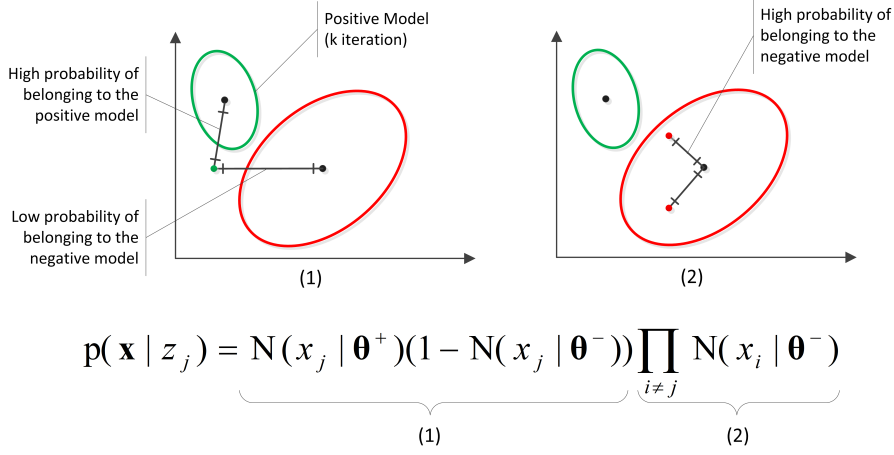 Positive Model
(k iteration)
High probability of
belonging to the
positive model
Low probability of
belonging to the
negative model
(1)
High probability of
belonging to the
negative model
(2)
p( x | z_j ) = N( x_j | θ⁺ )(1 − N( x_j | θ⁻ )) ∏_{i≠j} N( x_i | θ⁻ )
(1) (2)